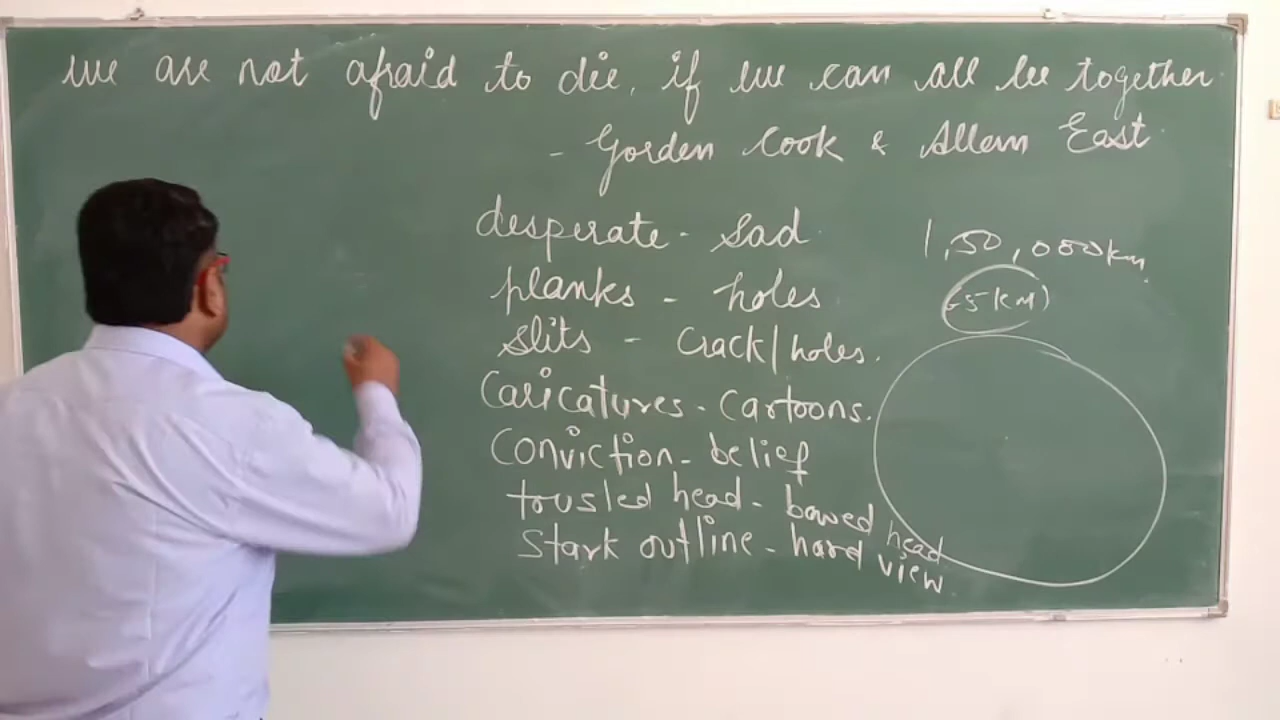 we are not afraid to die, if we can all be together.
- Gorden Cook & Allen East
desperate - sad
planks - holes
slits - crack/holes.
Caricatures - cartoons.
Conviction - belief
trusled head - bowed head
Stark outline - hard view
1,50,000km
5km)